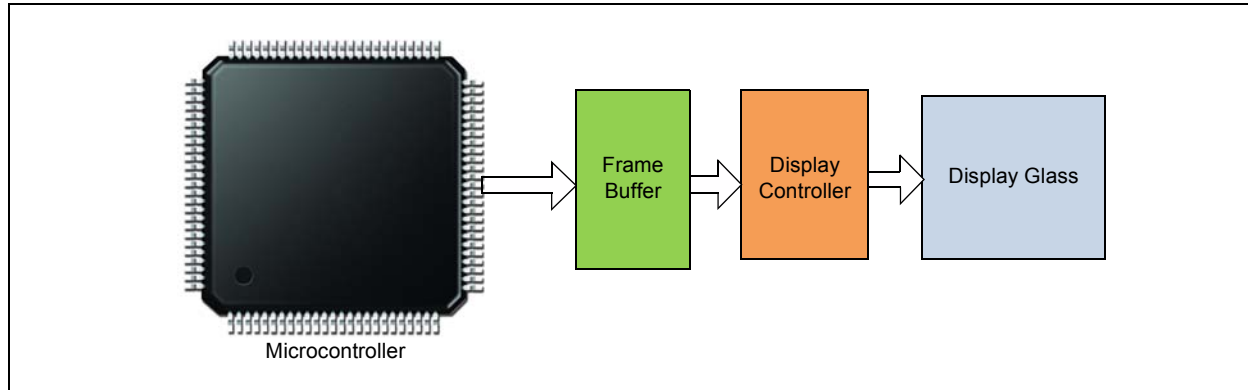 Microcontroller
Frame
Buffer
Display
Controller
Display Glass